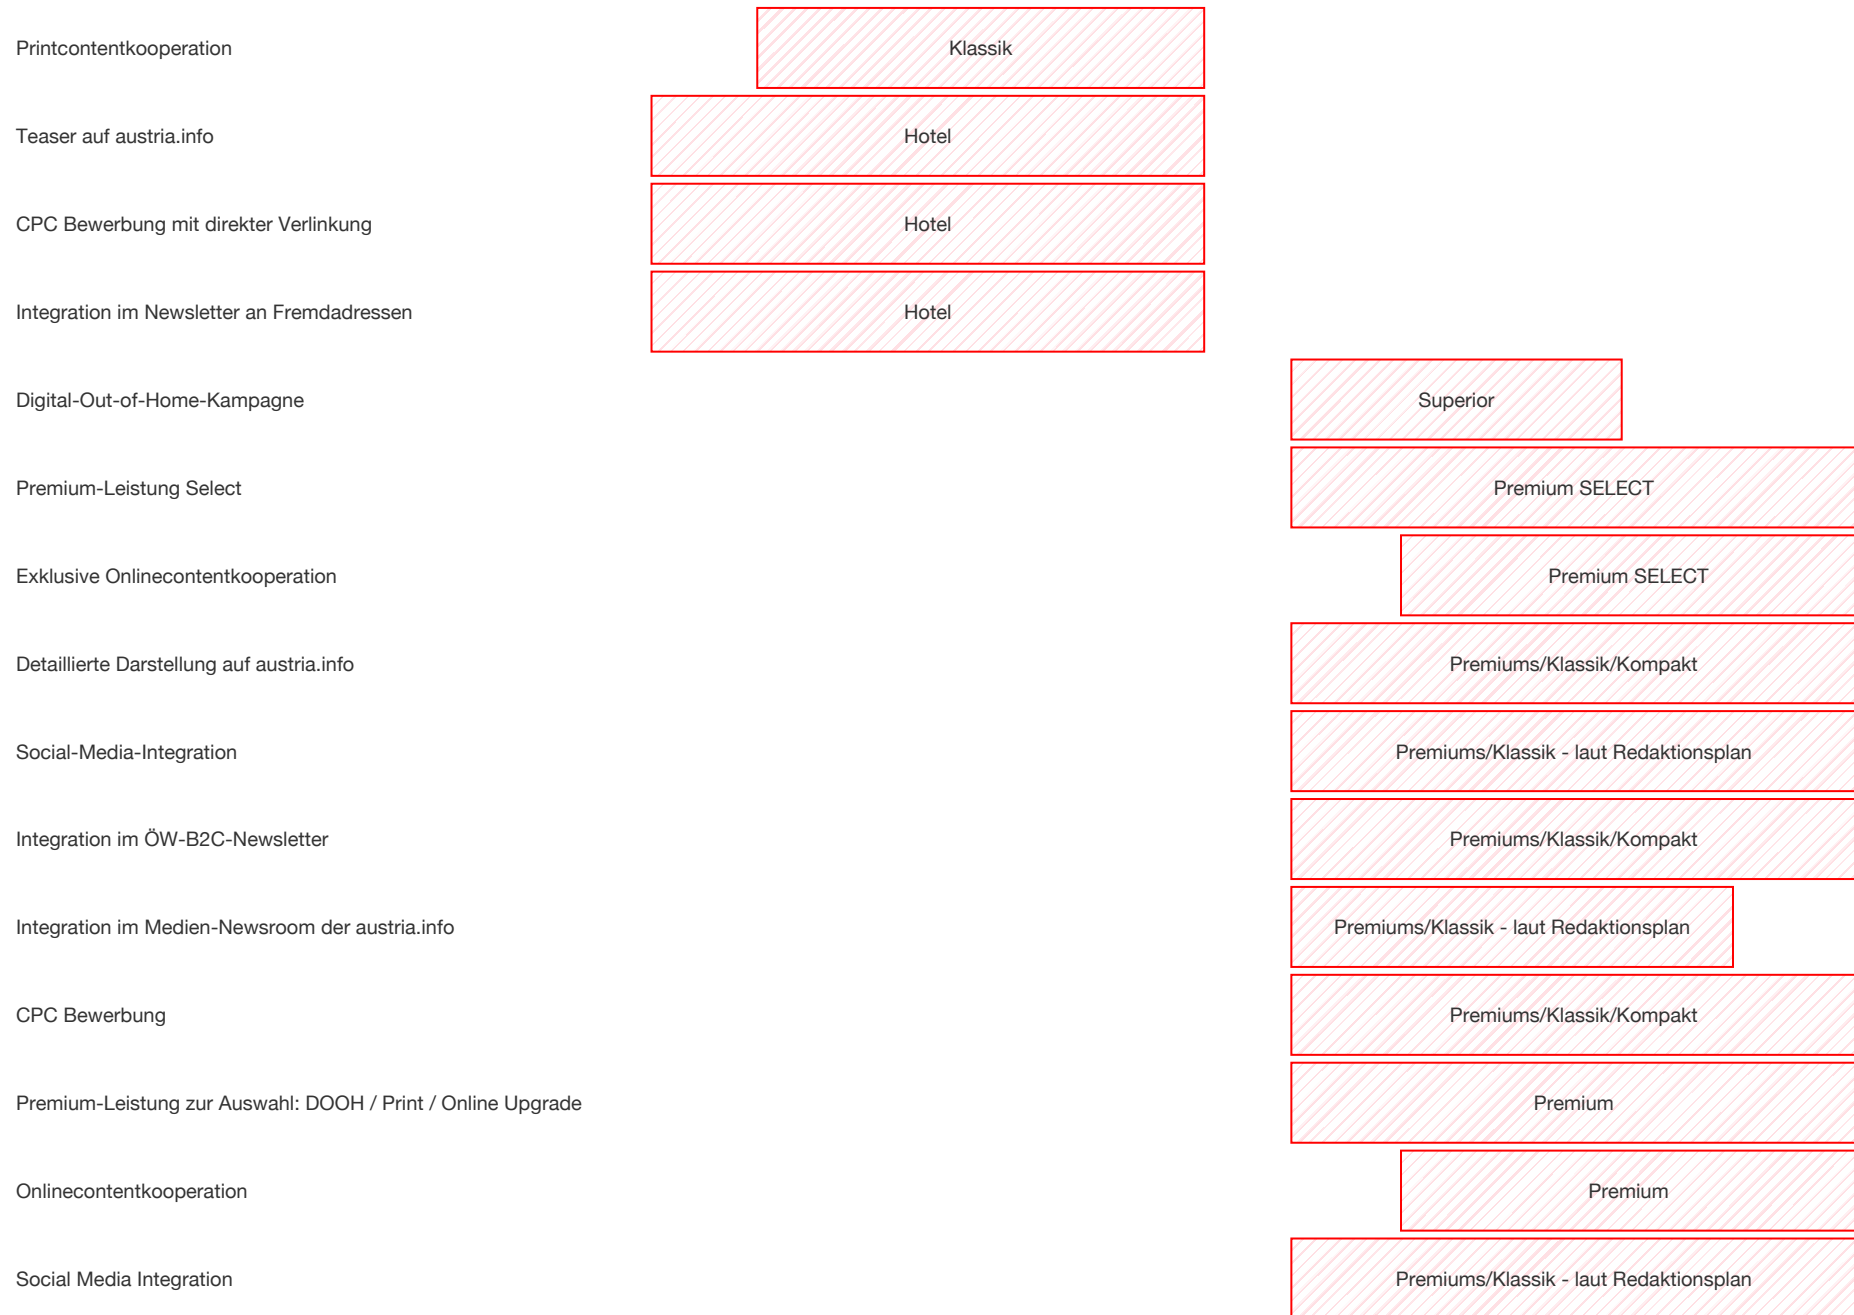 Printcontentkooperation Klassik
Teaser auf austria.info Hotel
CPC Bewerbung mit direkter Verlinkung Hotel
Integration im Newsletter an Fremdadressen Hotel
Digital-Out-of-Home-Kampagne Superior
Premium-Leistung Select Premium SELECT
Exklusive Onlinecontentkooperation Premium SELECT
Detaillierte Darstellung auf austria.info Premiums/Klassik/Kompakt
Social-Media-Integration Premiums/Klassik - laut Redaktionsplan
Integration im ÖW-B2C-Newsletter Premiums/Klassik/Kompakt
Integration im Medien-Newsroom der austria.info Premiums/Klassik - laut Redaktionsplan
CPC Bewerbung Premiums/Klassik/Kompakt
Premium-Leistung zur Auswahl: DOOH / Print / Online Upgrade Premium
Onlinecontentkooperation Premium
Social Media Integration Premiums/Klassik - laut Redaktionsplan